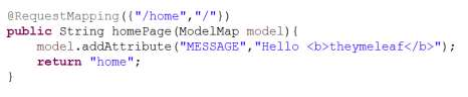 @RequestMapping({"/home","/"})
public String homePage(ModelMap model){
model.addAttribute("MESSAGE","Hello <b>theymeleaf</b>");
return "home";
}